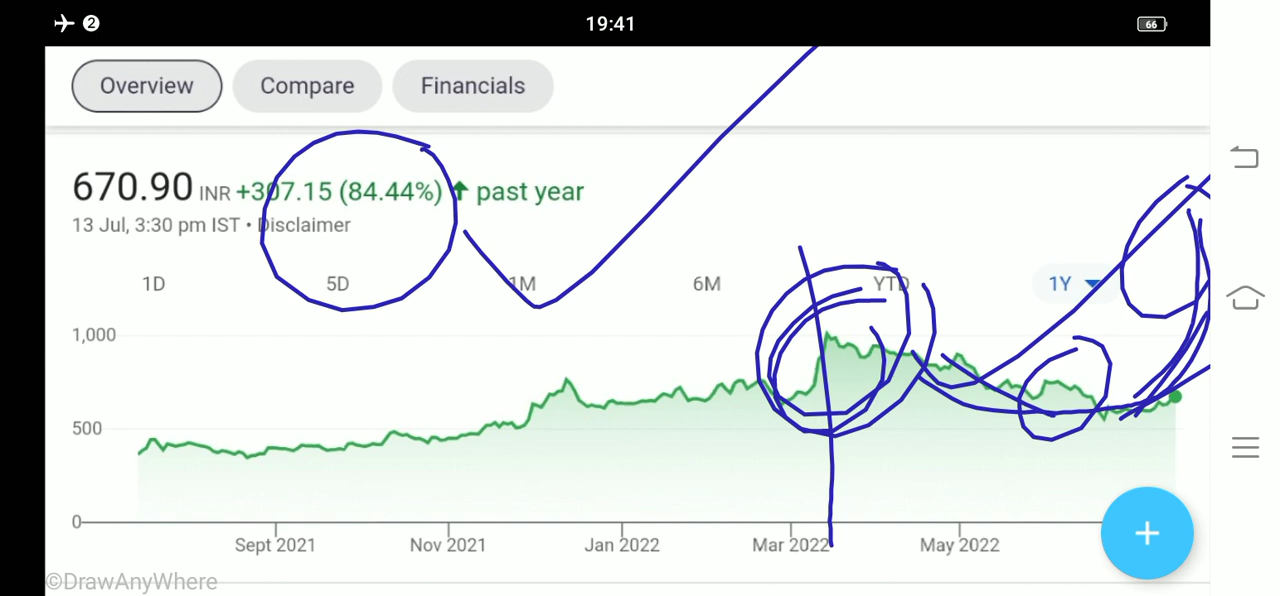 2 19:41 66
Overview Compare Financials
670.90 INR +307.15 (84.44%) past year
13 Jul, 3:30 pm IST • Disclaimer
1D 5D 1M 6M YTD 1Y
1,000
500
0
Sept 2021 Nov 2021 Jan 2022 Mar 2022 May 2022
©DrawAnyWhere